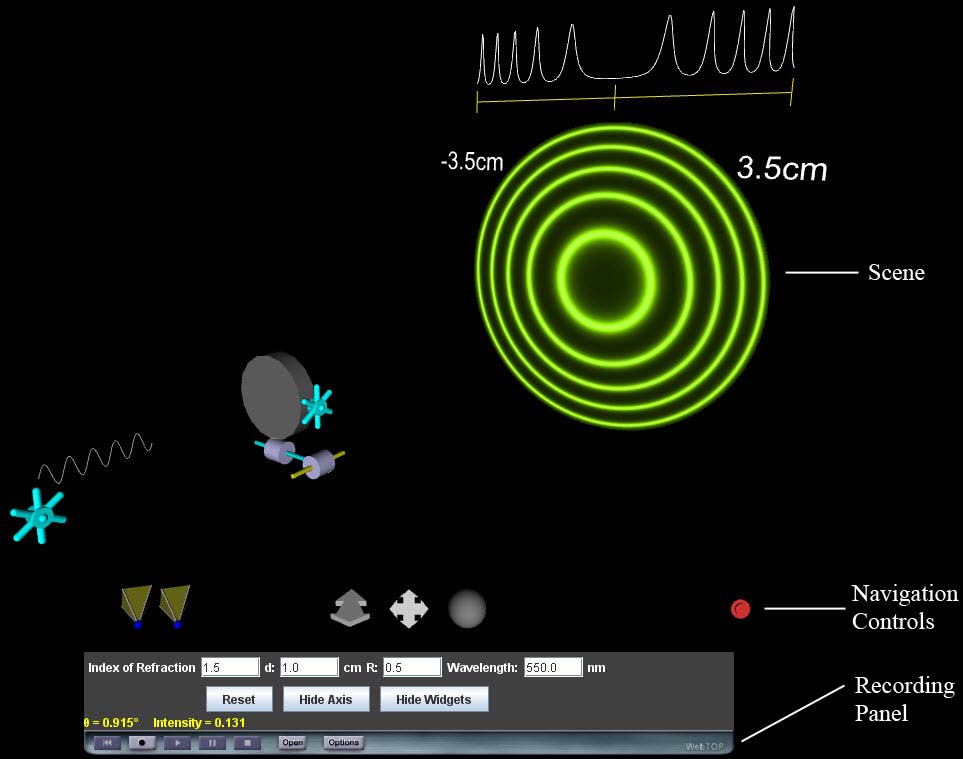 -3.5cm
3.5cm
Scene
Navigation
Controls
Recording
Panel
Index of Refraction 1.5 d: 1.0 cm R: 0.5 Wavelength: 550.0 nm
Reset Hide Axis Hide Widgets
θ = 0.915° Intensity = 0.131
Open Options WebTOP